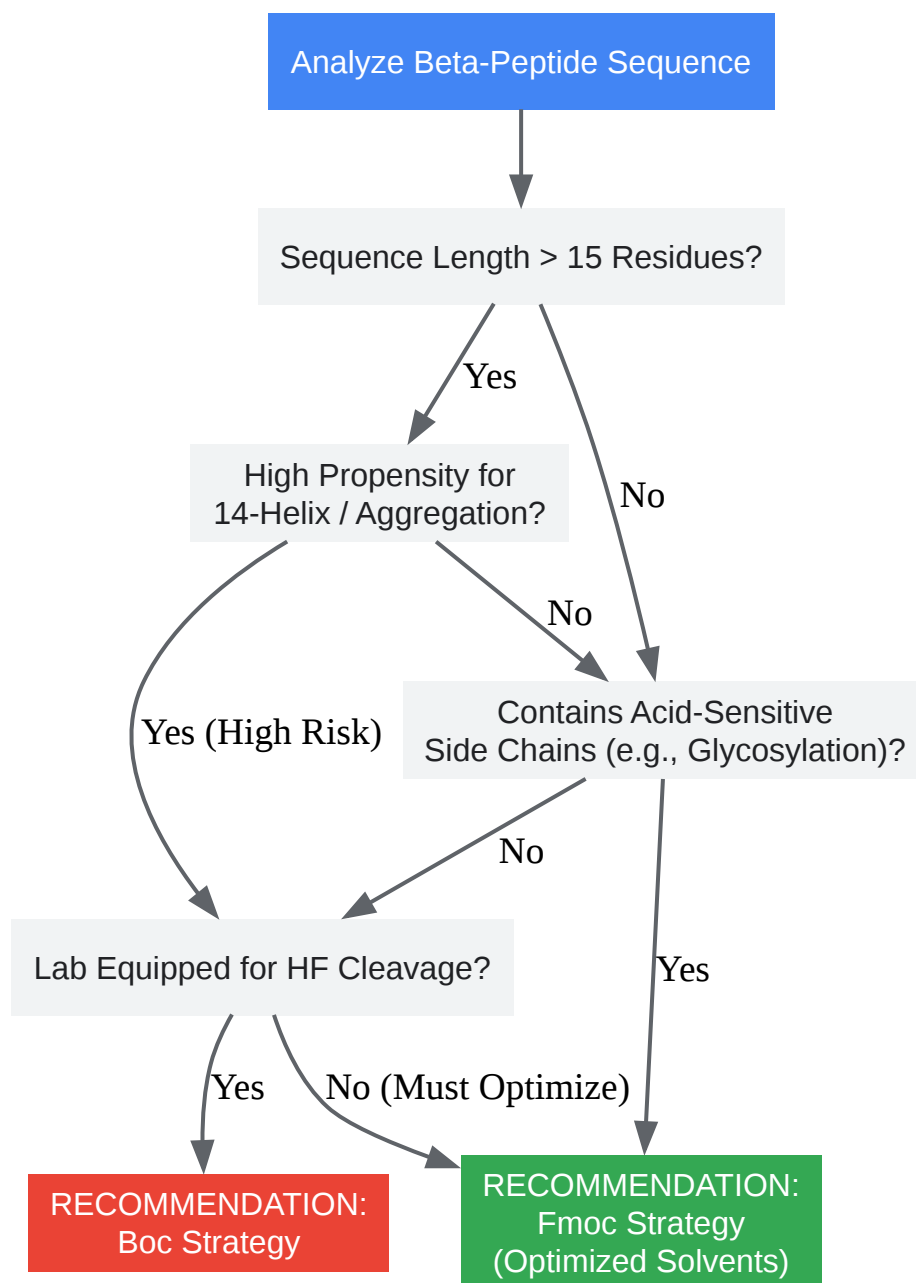 Analyze Beta-Peptide Sequence
Sequence Length > 15 Residues?
Yes
High Propensity for
14-Helix / Aggregation?
No
No
Contains Acid-Sensitive
Side Chains (e.g., Glycosylation)?
Yes (High Risk)
No
Lab Equipped for HF Cleavage?
Yes
Yes
No (Must Optimize)
RECOMMENDATION:
Boc Strategy
RECOMMENDATION:
Fmoc Strategy
(Optimized Solvents)